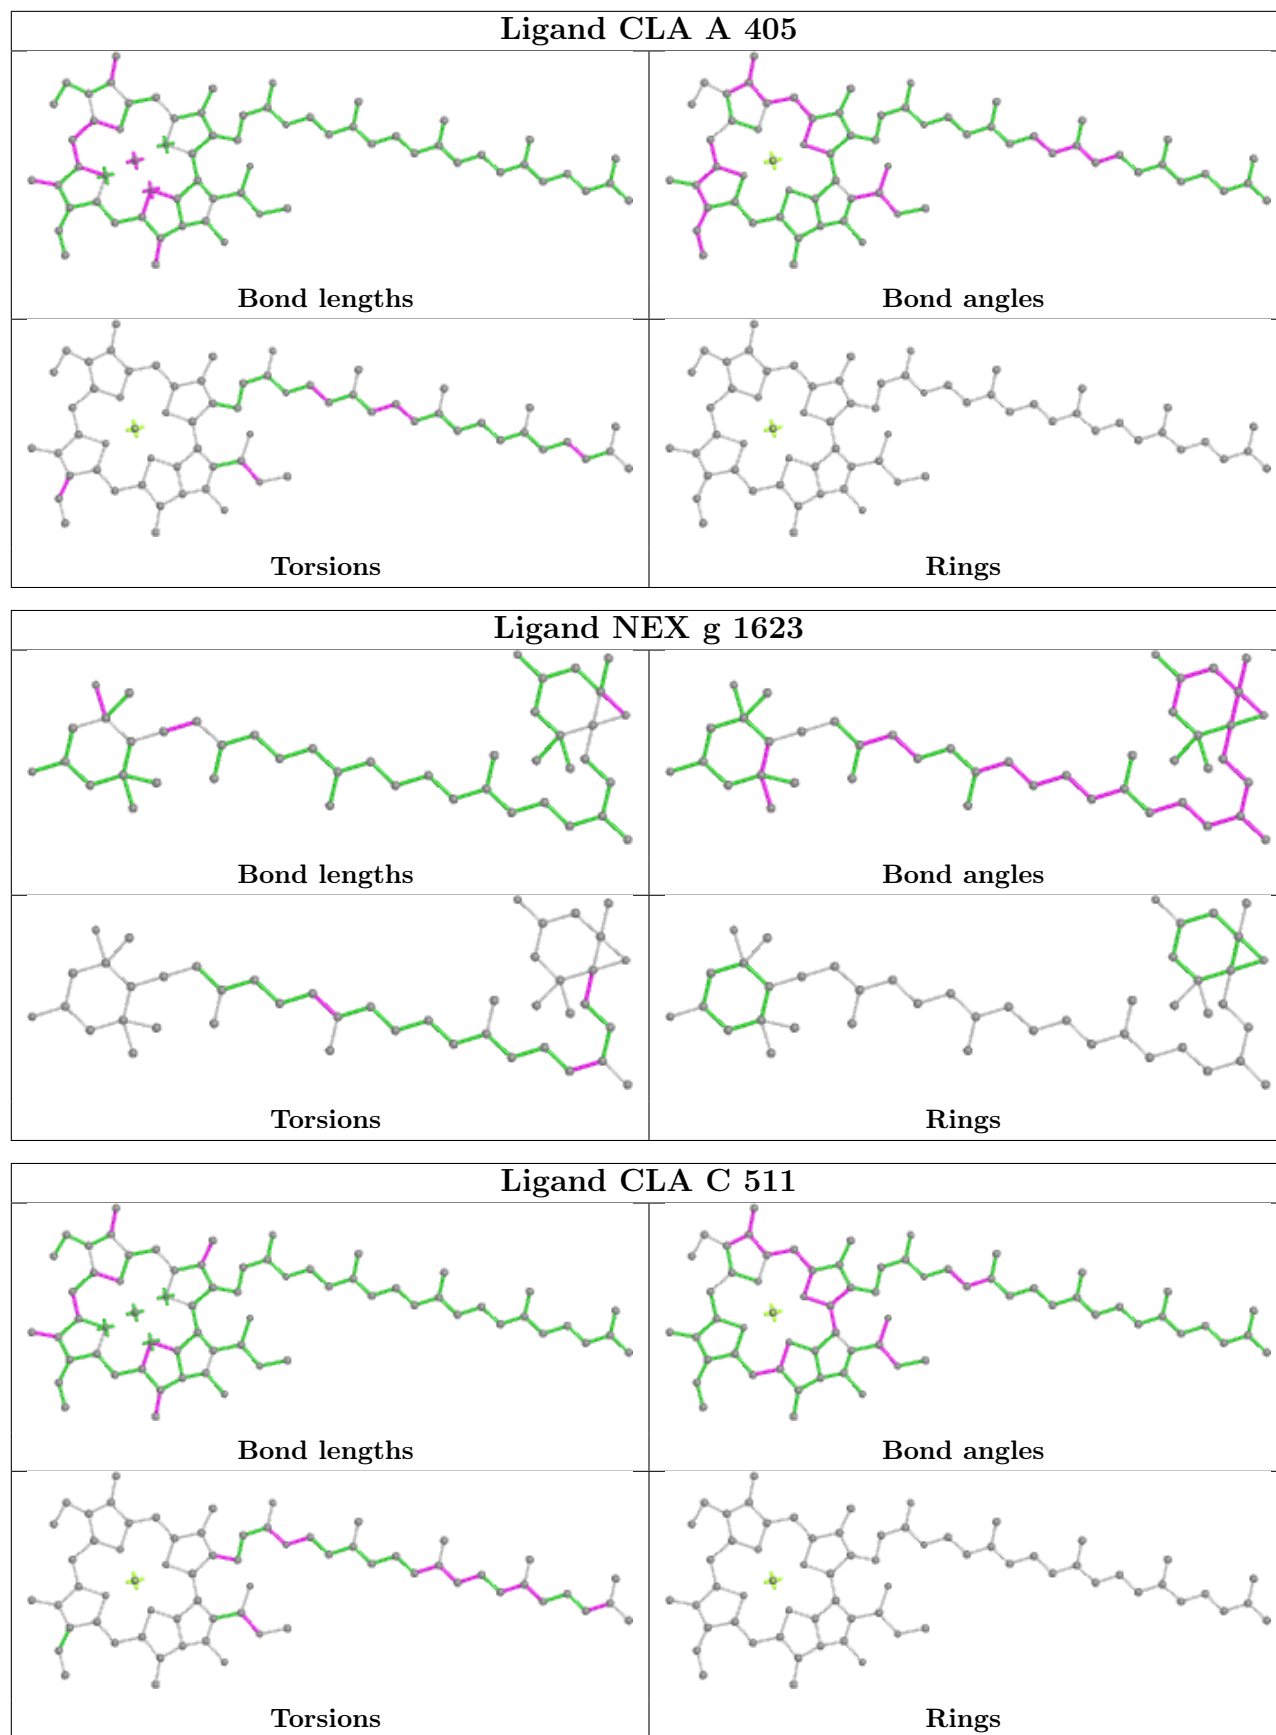 Ligand CLA A 405
Bond lengths
Bond angles
Torsions
Rings
Ligand NEX g 1623
Bond lengths
Bond angles
Torsions
Rings
Ligand CLA C 511
Bond lengths
Bond angles
Torsions
Rings